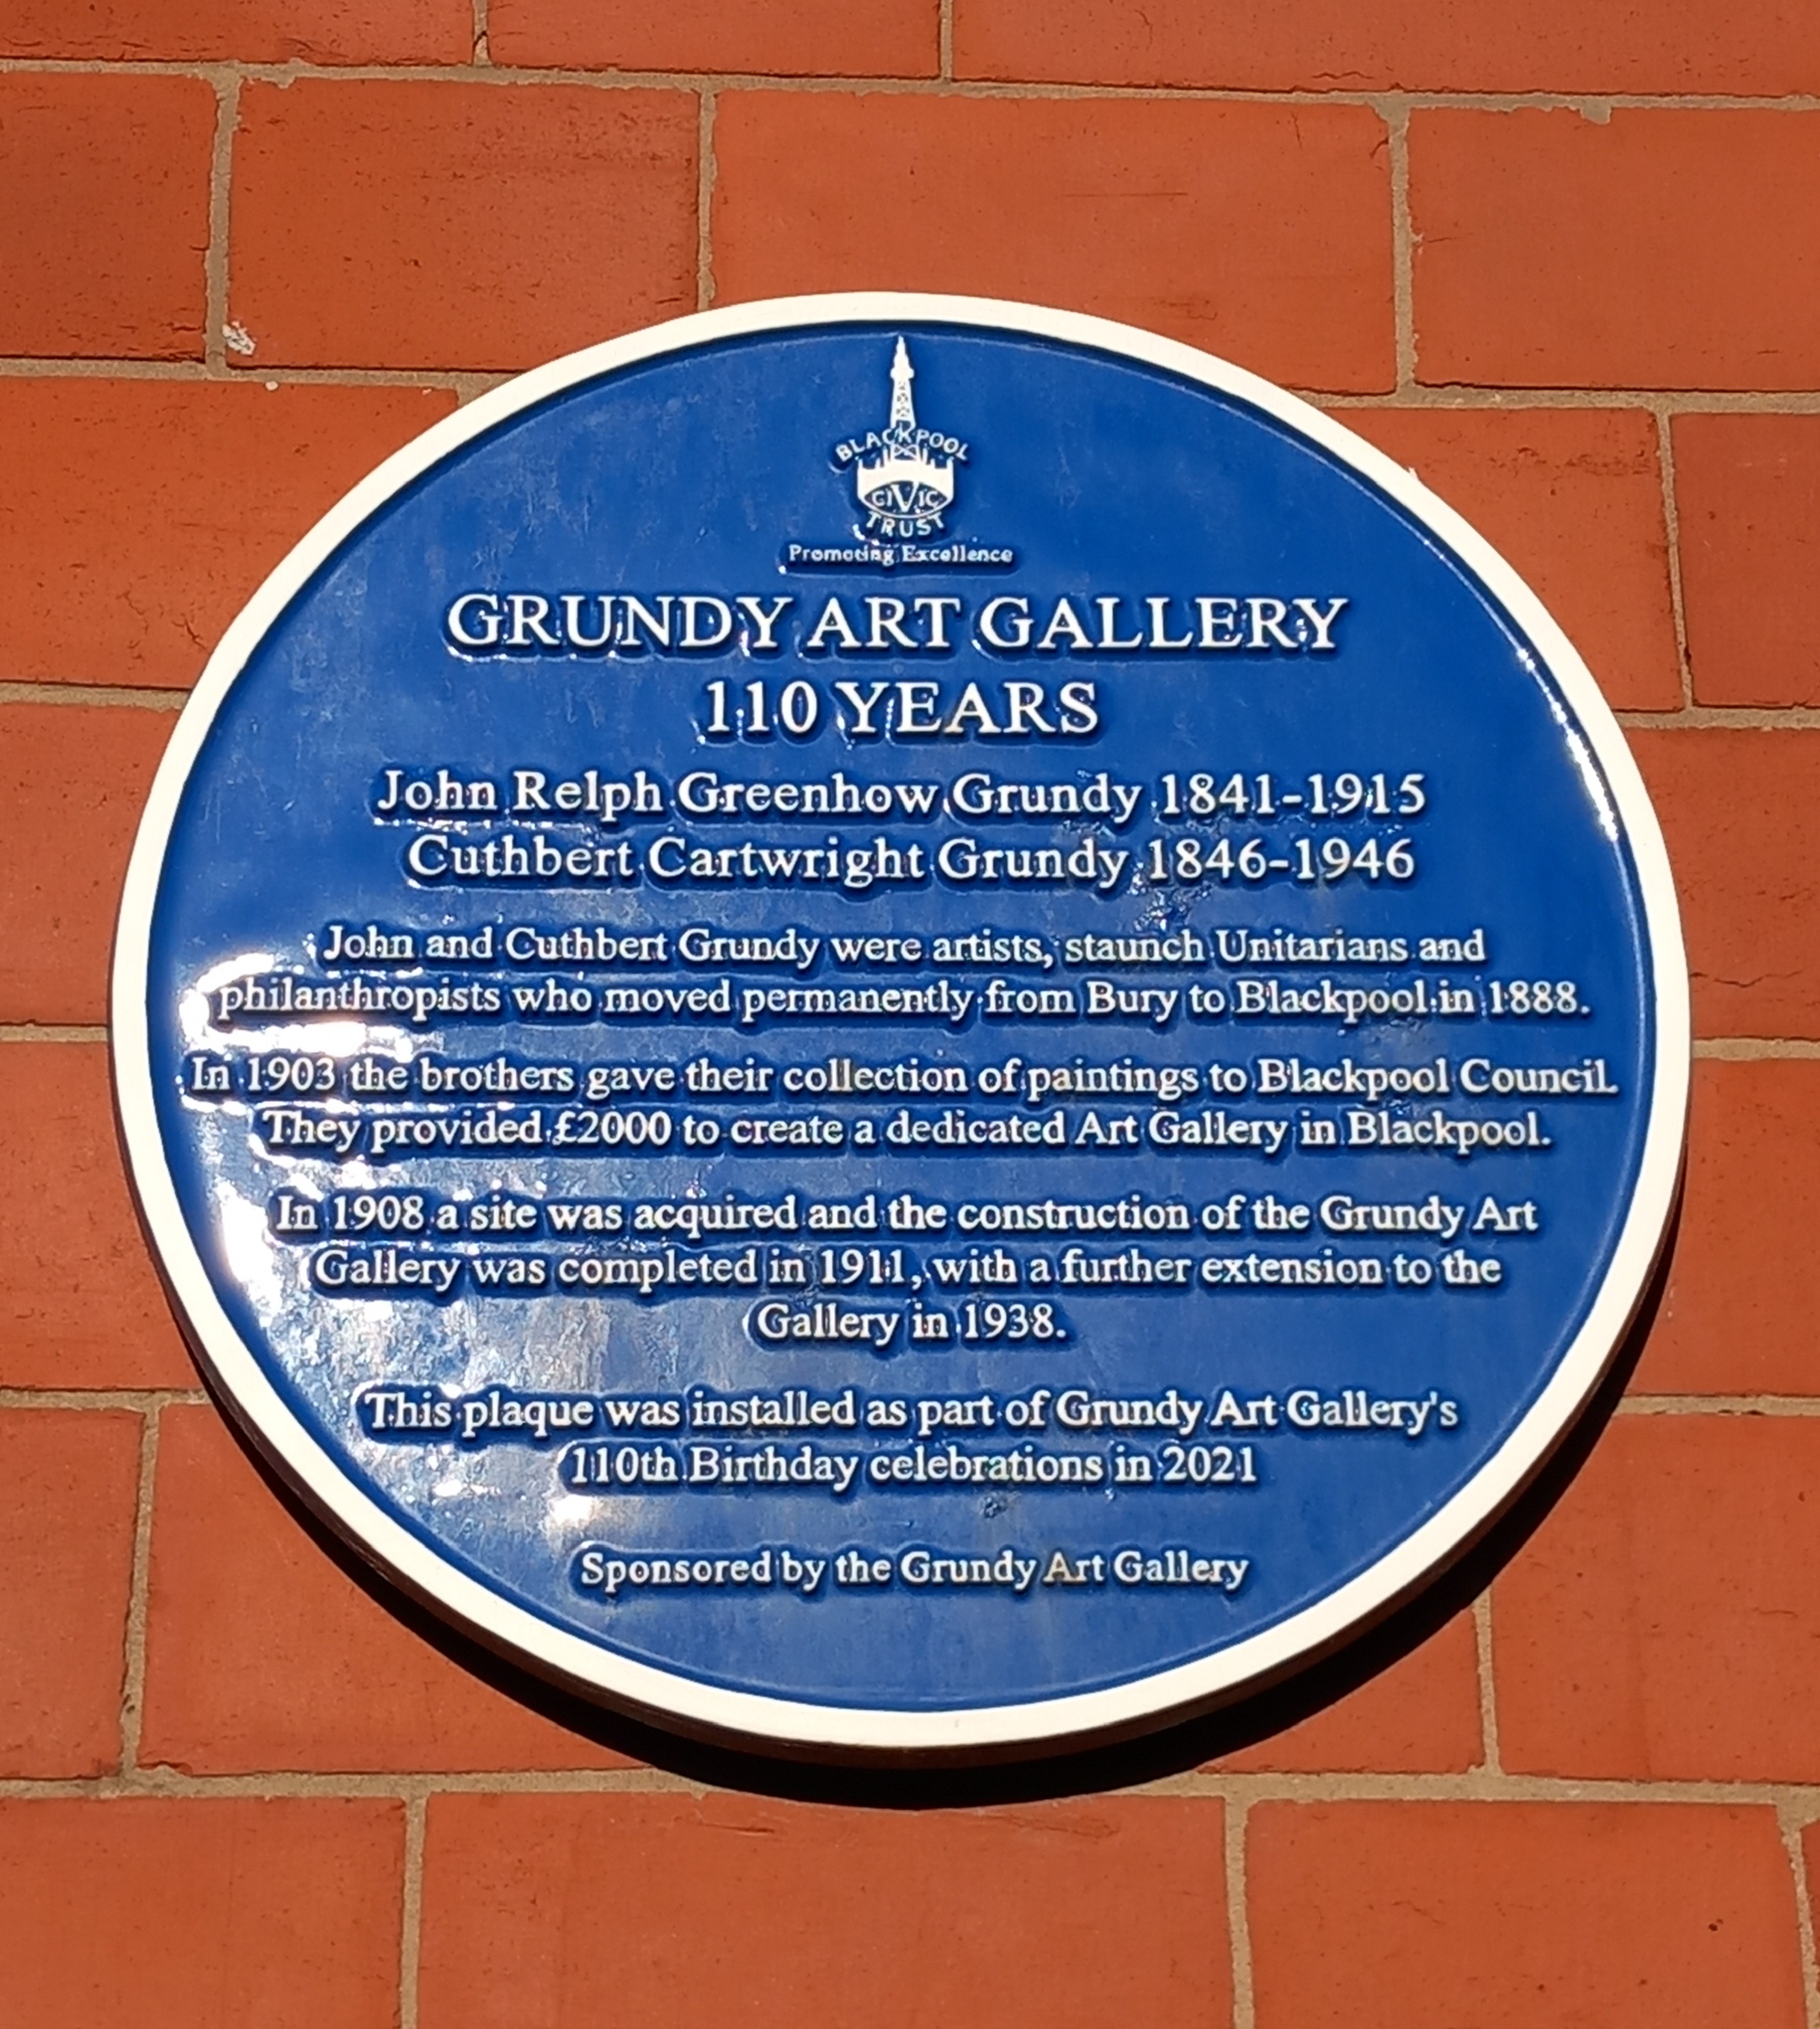 BLACKPOOL
CIVIC
TRUST
Promoting Excellence
GRUNDY ART GALLERY
110 YEARS
John Relph Greenhow Grundy 1841-1915
Cuthbert Cartwright Grundy 1846-1946
John and Cuthbert Grundy were artists, staunch Unitarians and
philanthropists who moved permanently from Bury to Blackpool in 1888.
In 1903 the brothers gave their collection of paintings to Blackpool Council.
They provided £2000 to create a dedicated Art Gallery in Blackpool.
In 1908 a site was acquired and the construction of the Grundy Art
Gallery was completed in 1911, with a further extension to the
Gallery in 1938.
This plaque was installed as part of Grundy Art Gallery's
110th Birthday celebrations in 2021
Sponsored by the Grundy Art Gallery